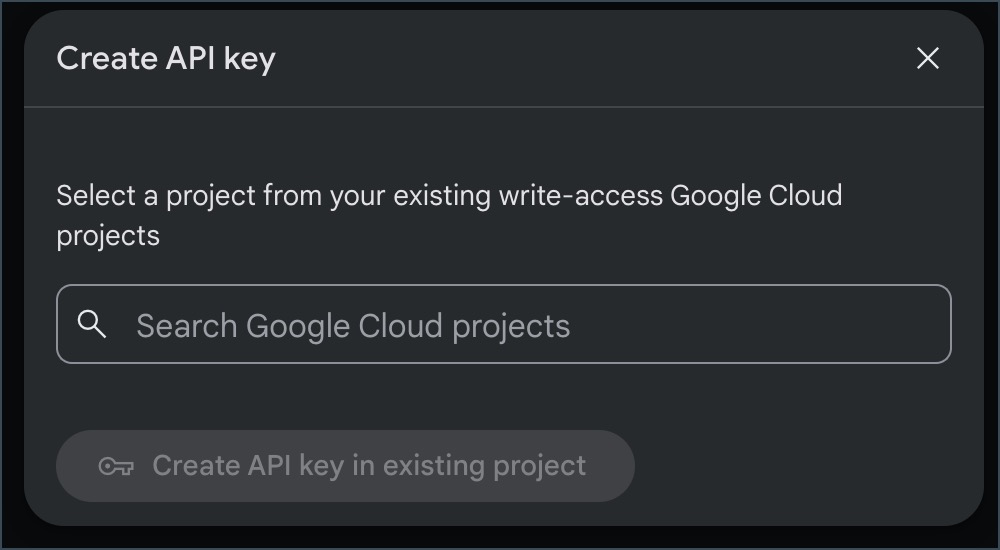 Create API key
Select a project from your existing write-access Google Cloud
projects
Search Google Cloud projects
Create API key in existing project